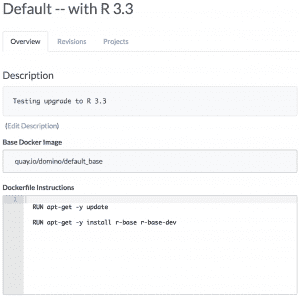 Default -- with R 3.3
Overview Revisions Projects
Description
Testing upgrade to R 3.3
(Edit Description)
Base Docker Image
quay.io/domino/default_base
Dockerfile Instructions
1
RUN apt-get -y update
RUN apt-get -y install r-base r-base-dev